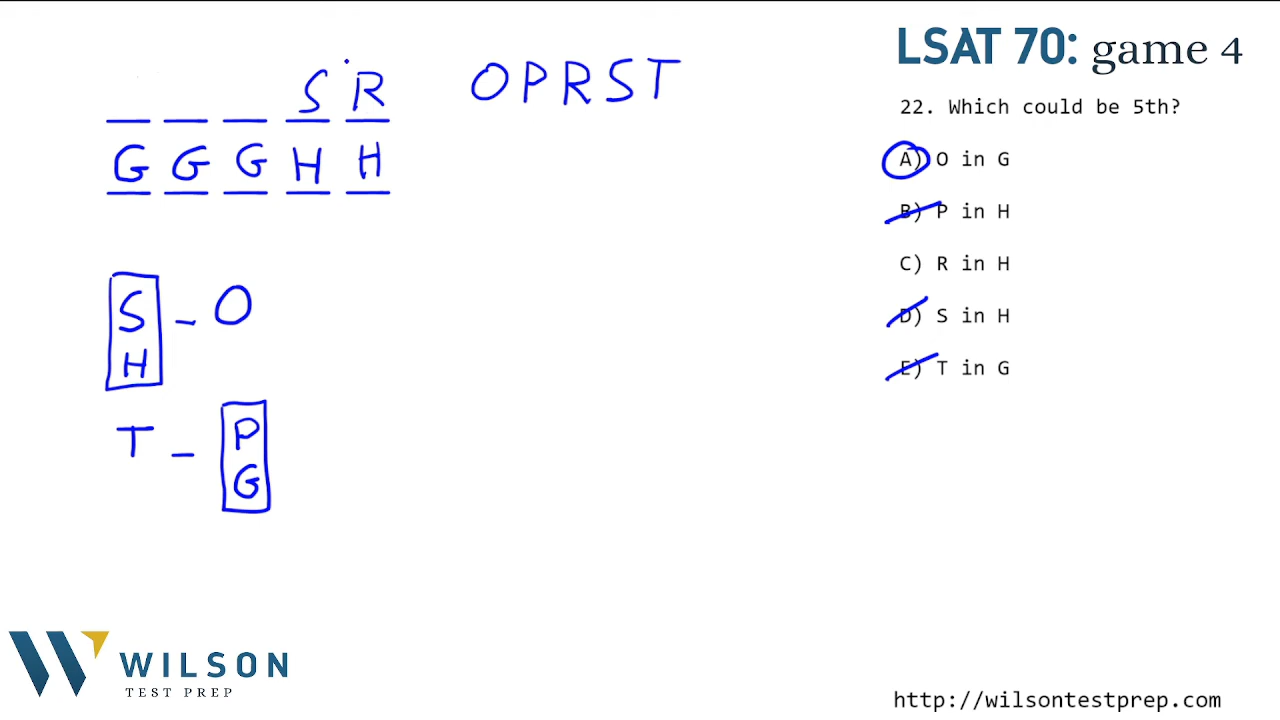 LSAT 70: game 4
S R O P R S T
G G G H H
22. Which could be 5th?
A) O in G
B) P in H
C) R in H
D) S in H
E) T in G
S - O
H
T - P
G
WILSON
TEST PREP
http://wilsontestprep.com